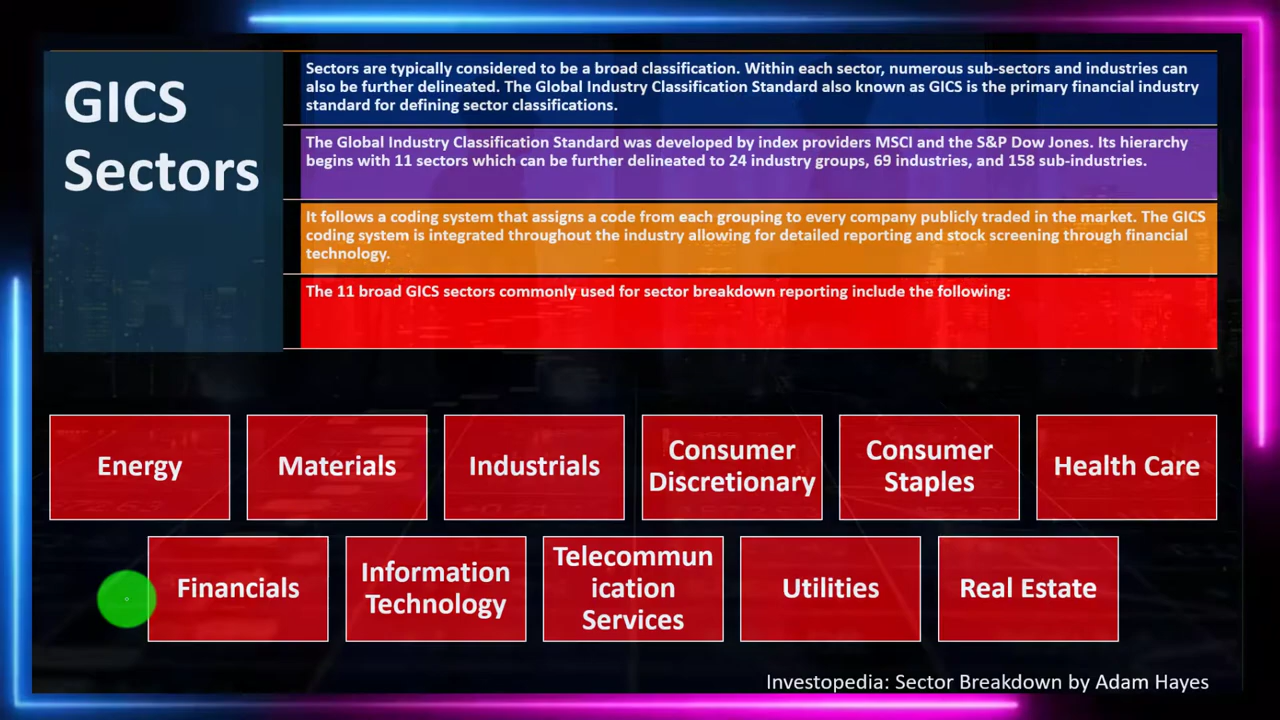 GICS
Sectors
Sectors are typically considered to be a broad classification. Within each sector, numerous sub-sectors and industries can
also be further delineated. The Global Industry Classification Standard also known as GICS is the primary financial industry
standard for defining sector classifications.
The Global Industry Classification Standard was developed by index providers MSCI and the S&P Dow Jones. Its hierarchy
begins with 11 sectors which can be further delineated to 24 industry groups, 69 industries, and 158 sub-industries.
It follows a coding system that assigns a code from each grouping to every company publicly traded in the market. The GICS
coding system is integrated throughout the industry allowing for detailed reporting and stock screening through financial
technology.
The 11 broad GICS sectors commonly used for sector breakdown reporting include the following:
Energy
Materials
Industrials
Consumer
Discretionary
Consumer
Staples
Health Care
Financials
Information
Technology
Telecommun
ication
Services
Utilities
Real Estate
Investopedia: Sector Breakdown by Adam Hayes